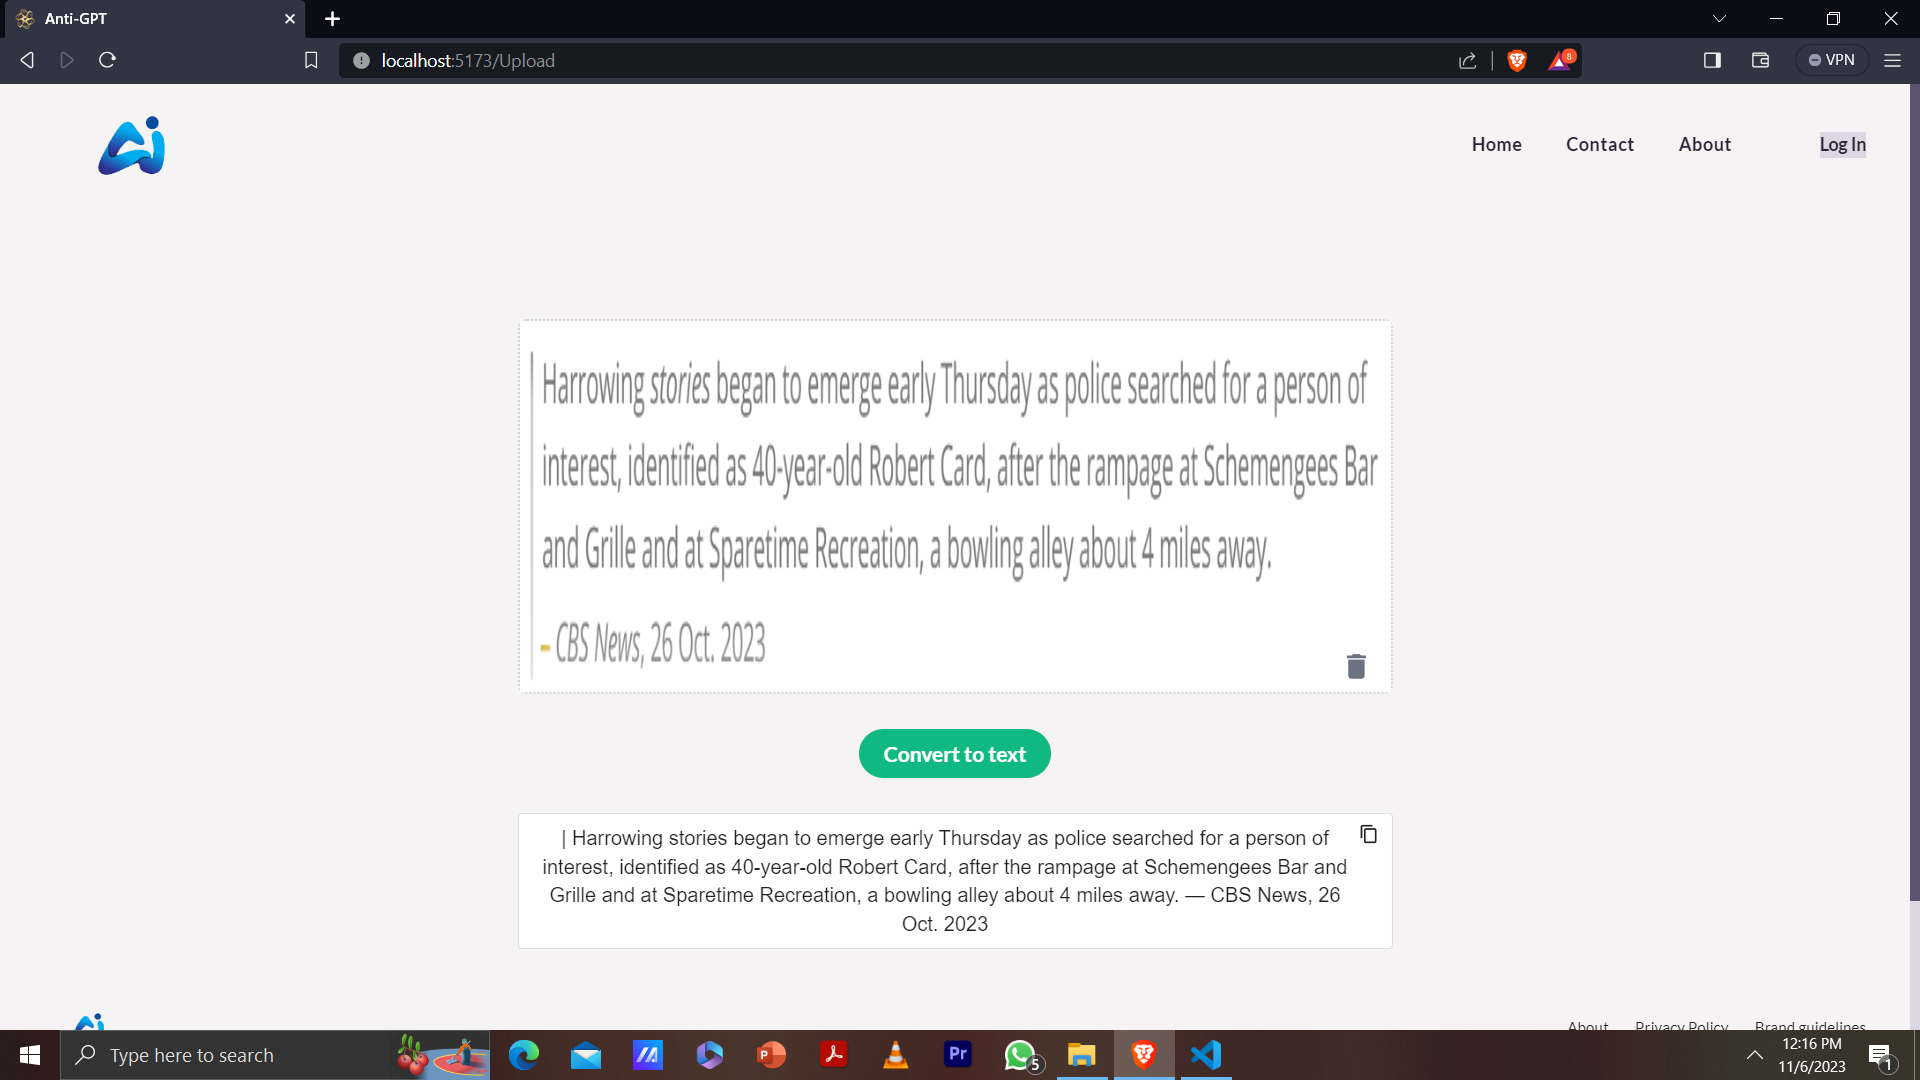 Anti-GPT
localhost:5173/Upload
8
VPN
Home
Contact
About
Log In
Harrowing stories began to emerge early Thursday as police searched for a person of
interest, identified as 40-year-old Robert Card, after the rampage at Schemengees Bar
and Grille and at Sparetime Recreation, a bowling alley about 4 miles away.
– CBS News, 26 Oct. 2023
Convert to text
| Harrowing stories began to emerge early Thursday as police searched for a person of
interest, identified as 40-year-old Robert Card, after the rampage at Schemengees Bar and
Grille and at Sparetime Recreation, a bowling alley about 4 miles away. — CBS News, 26
Oct. 2023
About
Privacy Policy
Brand guidelines
Type here to search
P
Pr
5
12:16 PM
11/6/2023
1